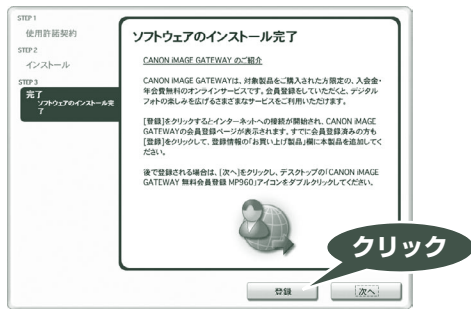 STEP 1
使用許諾契約
STEP 2
インストール
STEP 3
完了
ソフトウェアのインストール完
了
ソフトウェアのインストール完了
CANON iMAGE GATEWAY のご紹介
CANON iMAGE GATEWAYは、対象製品をご購入された方限定の、入会金・
年会費無料のオンラインサービスです。会員登録をしていただくと、デジタル
フォトの楽しみを広げるさまざまなサービスをご利用いただけます。
[登録]をクリックするとインターネットへの接続が開始され、CANON iMAGE
GATEWAYの会員登録ページが表示されます。すでに会員登録済みの方も
[登録]をクリックして、登録情報の「お買い上げ製品」欄に本製品を追加してく
ださい。
後で登録される場合は、[次へ]をクリックし、デスクトップの「CANON iMAGE
GATEWAY 無料会員登録 MP960」アイコンをダブルクリックしてください。
クリック
登録
次へ